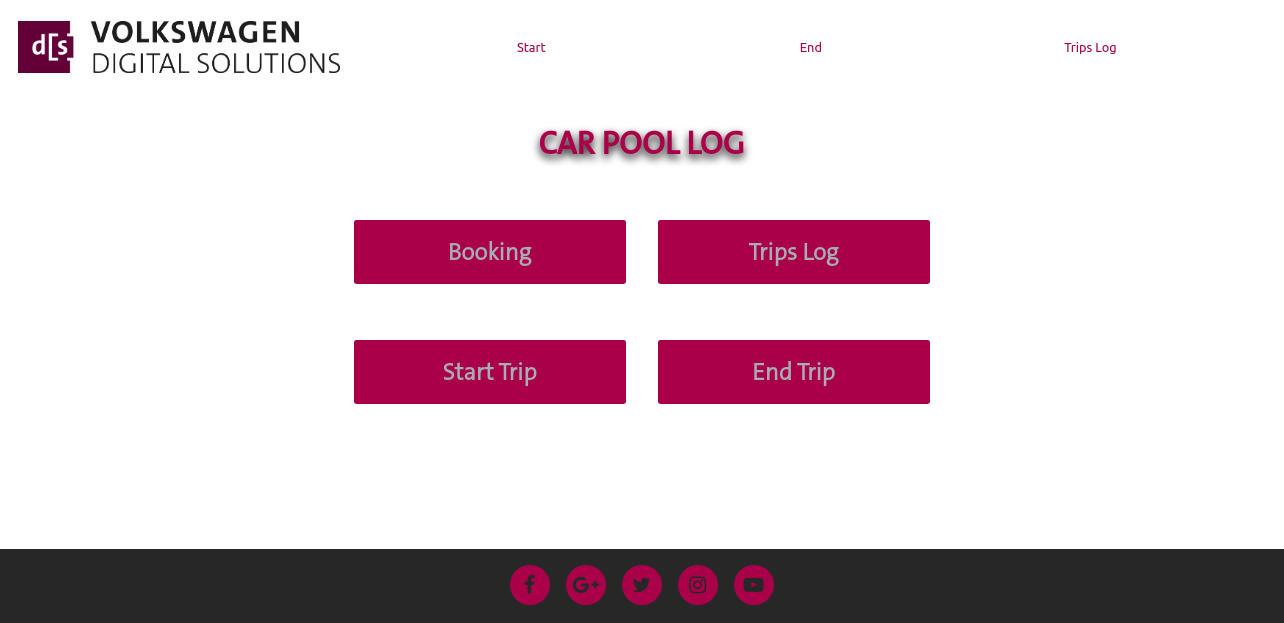 d[s
VOLKSWAGEN
DIGITAL SOLUTIONS
Start
End
Trips Log
CAR POOL LOG
Booking
Trips Log
Start Trip
End Trip